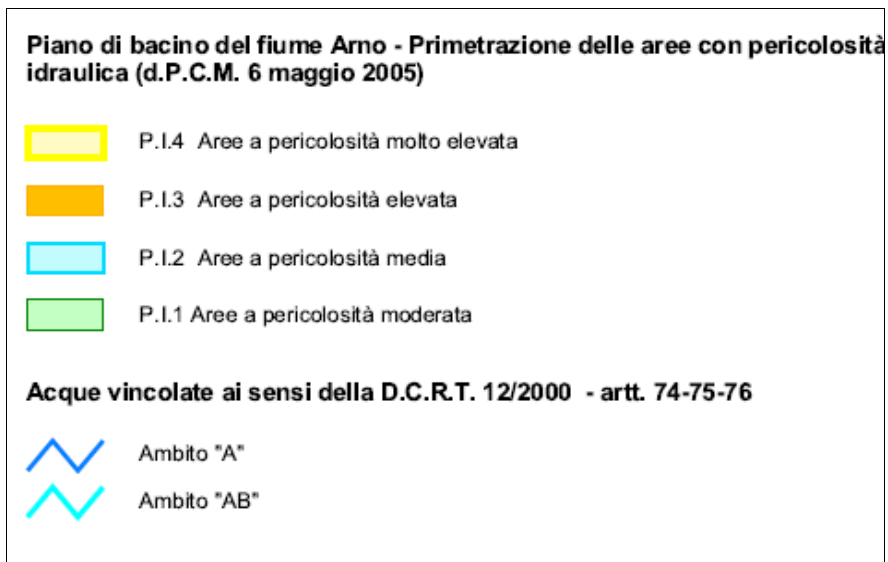 Piano di bacino del fiume Arno - Primetrazione delle aree con pericolosità
idraulica (d.P.C.M. 6 maggio 2005)
P.I.4 Aree a pericolosità molto elevata
P.I.3 Aree a pericolosità elevata
P.I.2 Aree a pericolosità media
P.I.1 Aree a pericolosità moderata
Acque vincolate ai sensi della D.C.R.T. 12/2000 - artt. 74-75-76
Ambito "A"
Ambito "AB"